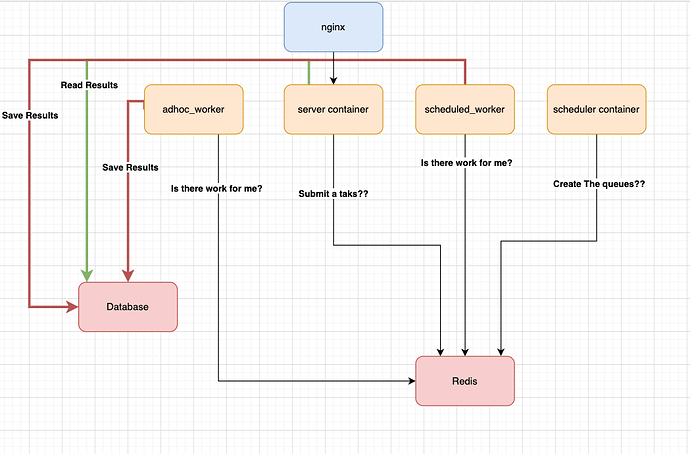 nginx
Read Results
Save Results
adhoc_worker
server container
scheduled_worker
scheduler container
Save Results
Is there work for me?
Submit a taks??
Is there work for me?
Create The queues??
Database
Redis